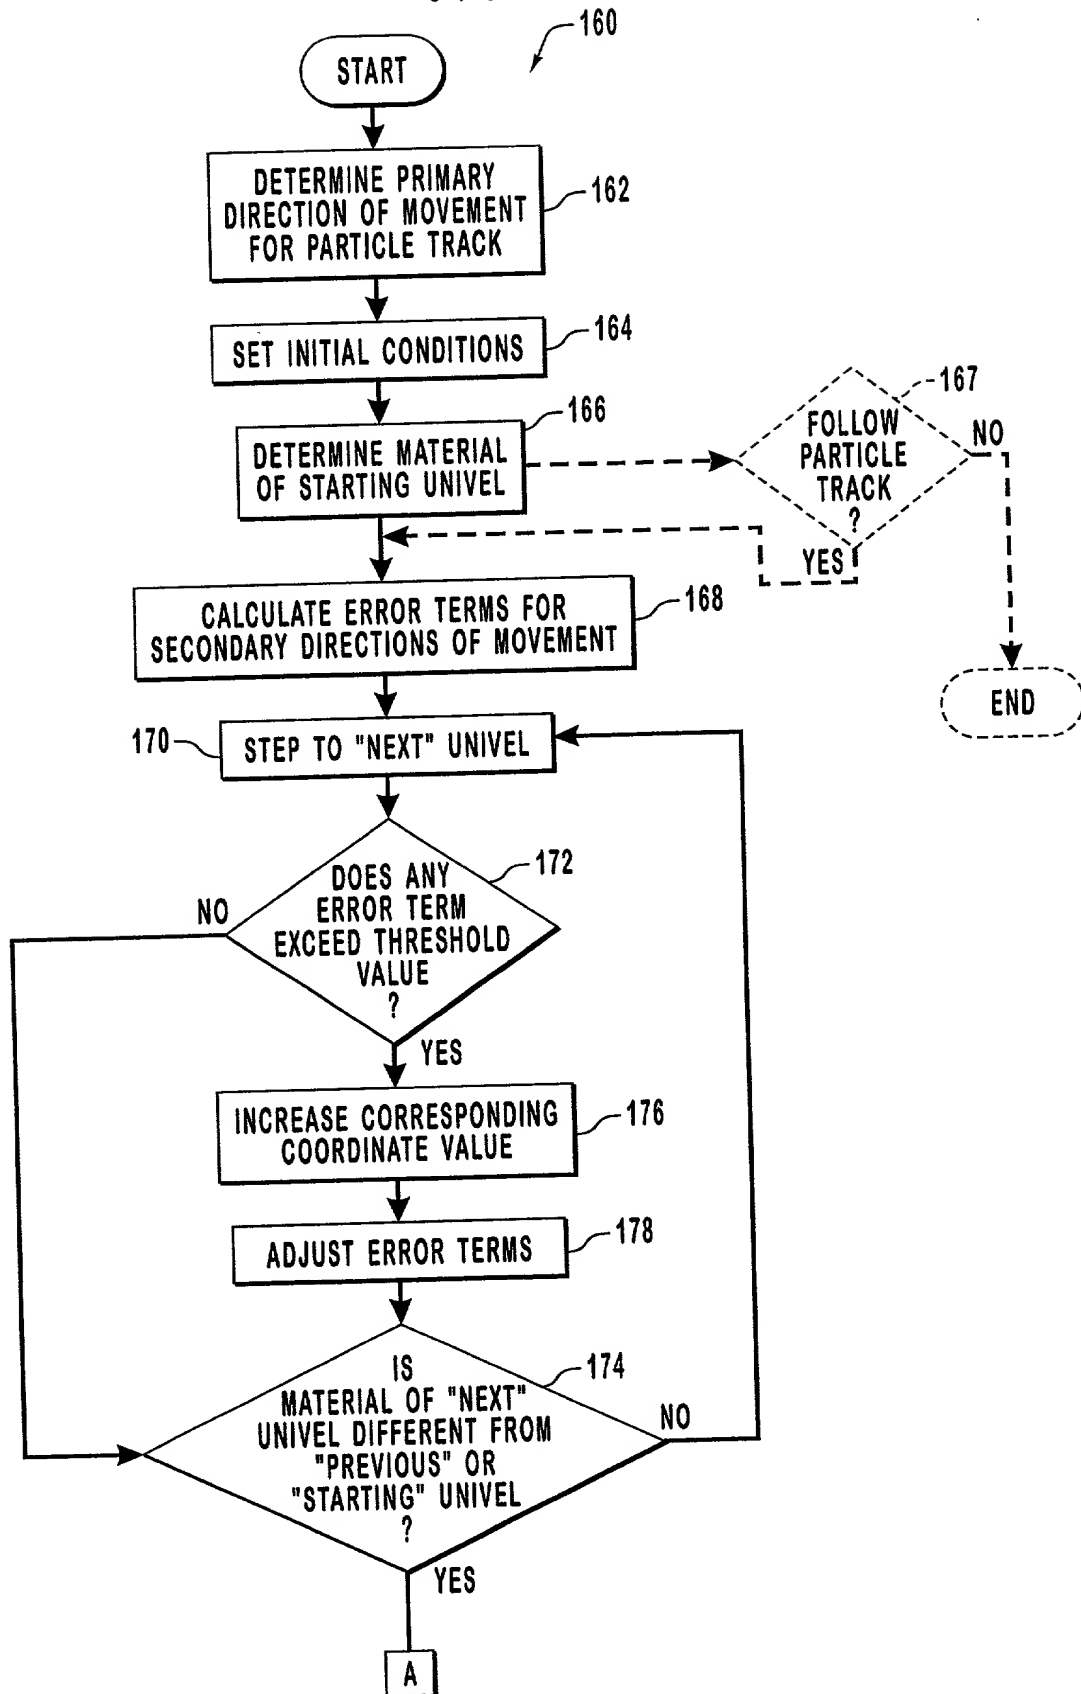 160
START
DETERMINE PRIMARY
DIRECTION OF MOVEMENT
FOR PARTICLE TRACK
162
SET INITIAL CONDITIONS
164
166
DETERMINE MATERIAL
OF STARTING UNIVEL
167
FOLLOW
PARTICLE
TRACK
?
NO
YES
END
CALCULATE ERROR TERMS FOR
SECONDARY DIRECTIONS OF MOVEMENT
168
170
STEP TO "NEXT" UNIVEL
172
DOES ANY
ERROR TERM
EXCEED THRESHOLD
VALUE
?
NO
YES
INCREASE CORRESPONDING
COORDINATE VALUE
176
ADJUST ERROR TERMS
178
174
IS
MATERIAL OF "NEXT"
UNIVEL DIFFERENT FROM
"PREVIOUS" OR
"STARTING" UNIVEL
?
NO
YES
A